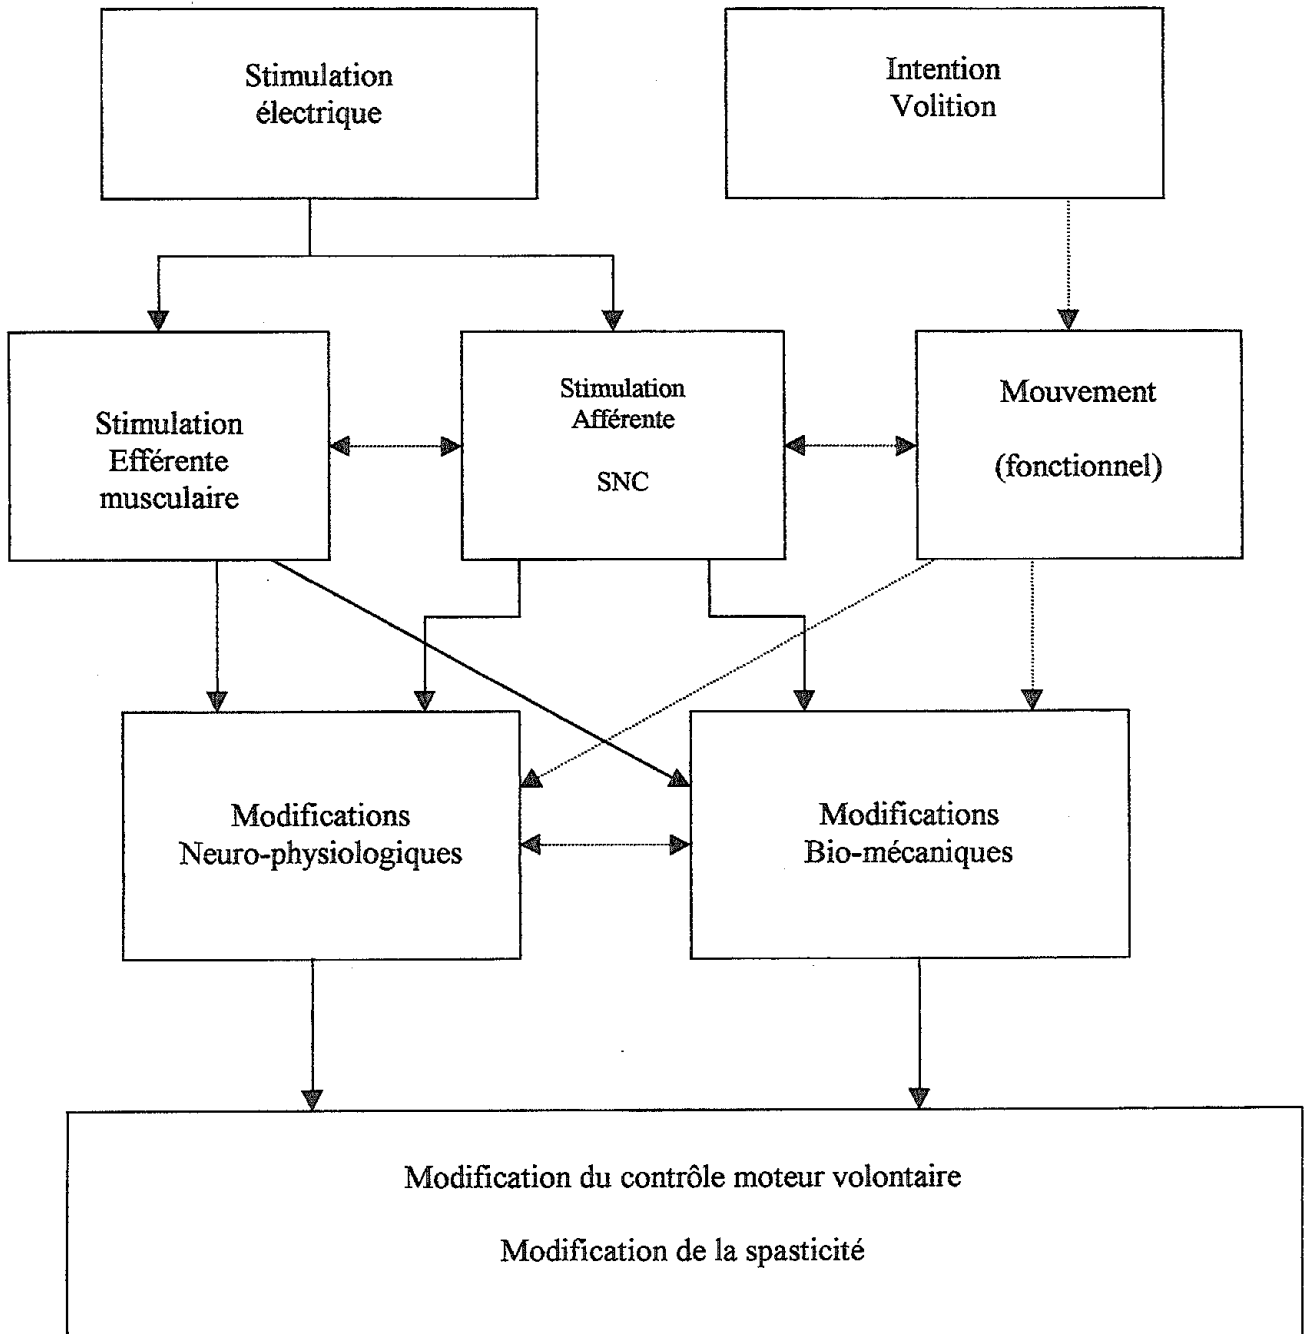 Stimulation
électrique
Intention
Volition
Stimulation
Efférente
musculaire
Stimulation
Afférente
SNC
Mouvement
(fonctionnel)
Modifications
Neuro-physiologiques
Modifications
Bio-mécaniques
Modification du contrôle moteur volontaire
Modification de la spasticité